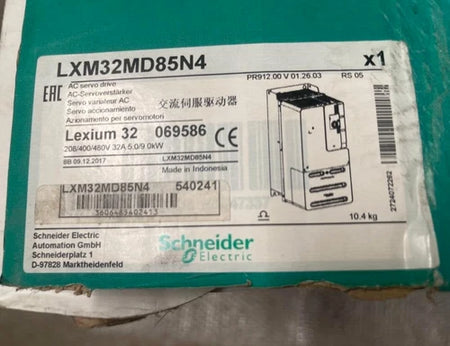 LXM32MD85N4 x1
PR912.00 V 01.26.03 RS 05
EAC
AC servo drive
AC-Servoverstärker
Servo variateur AC
Servo accionamiento
Azionamento per servomotori
交流伺服驱动器
Lexium 32 069586 CE
208/400/480V 32A 5.0/9.0kW
BB 09.12.2017
LXM32MD85N4
Made in Indonesia
LXM32MD85N4 540241
3606485402413
10.4 kg
2724072292
Schneider Electric
Automation GmbH
Schneiderplatz 1
D-97828 Marktheidenfeld
Schneider
Electric